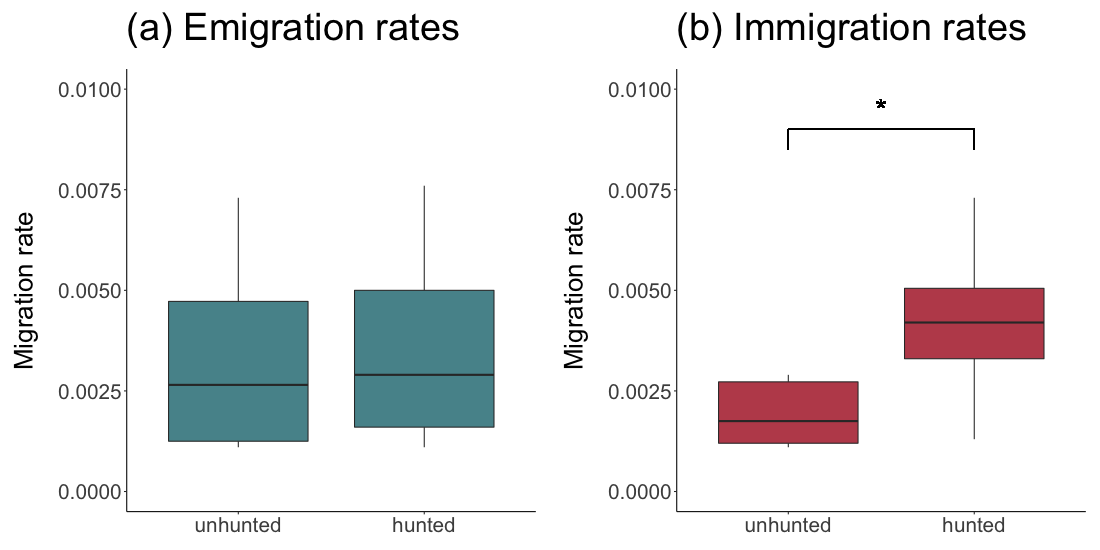 (a) Emigration rates
Migration rate
0.0100
0.0075
0.0050
0.0025
0.0000
unhunted hunted
(b) Immigration rates
Migration rate
0.0100
0.0075
0.0050
0.0025
0.0000
*
unhunted hunted